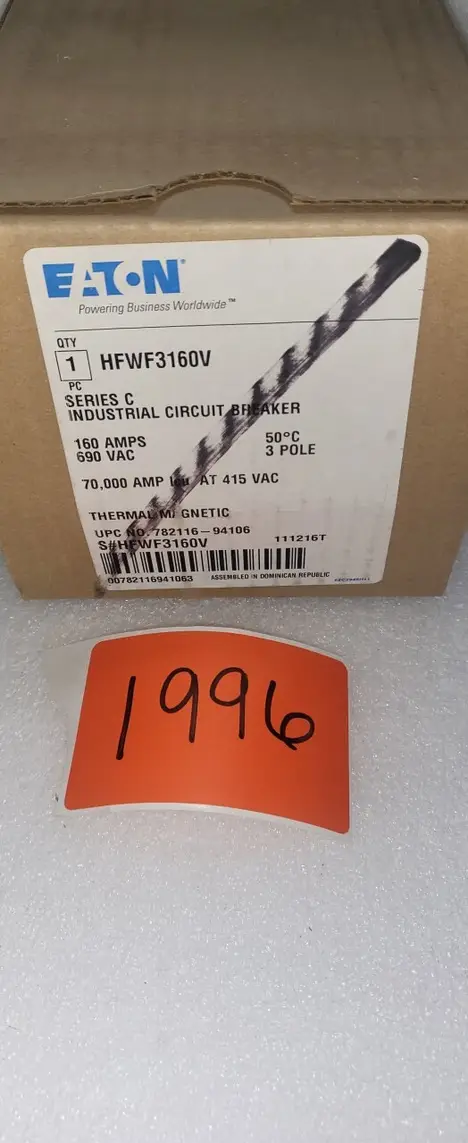 EATON
Powering Business Worldwide™
QTY
1 HFWF3160V
PC
SERIES C
INDUSTRIAL CIRCUIT BREAKER
160 AMPS 50°C
690 VAC 3 POLE
70,000 AMP Icu AT 415 VAC
THERMAL MAGNETIC
UPC NO. 782116-94106
S#HFWF3160V 111216T
00782116941063 ASSEMBLED IN DOMINICAN REPUBLIC
1996